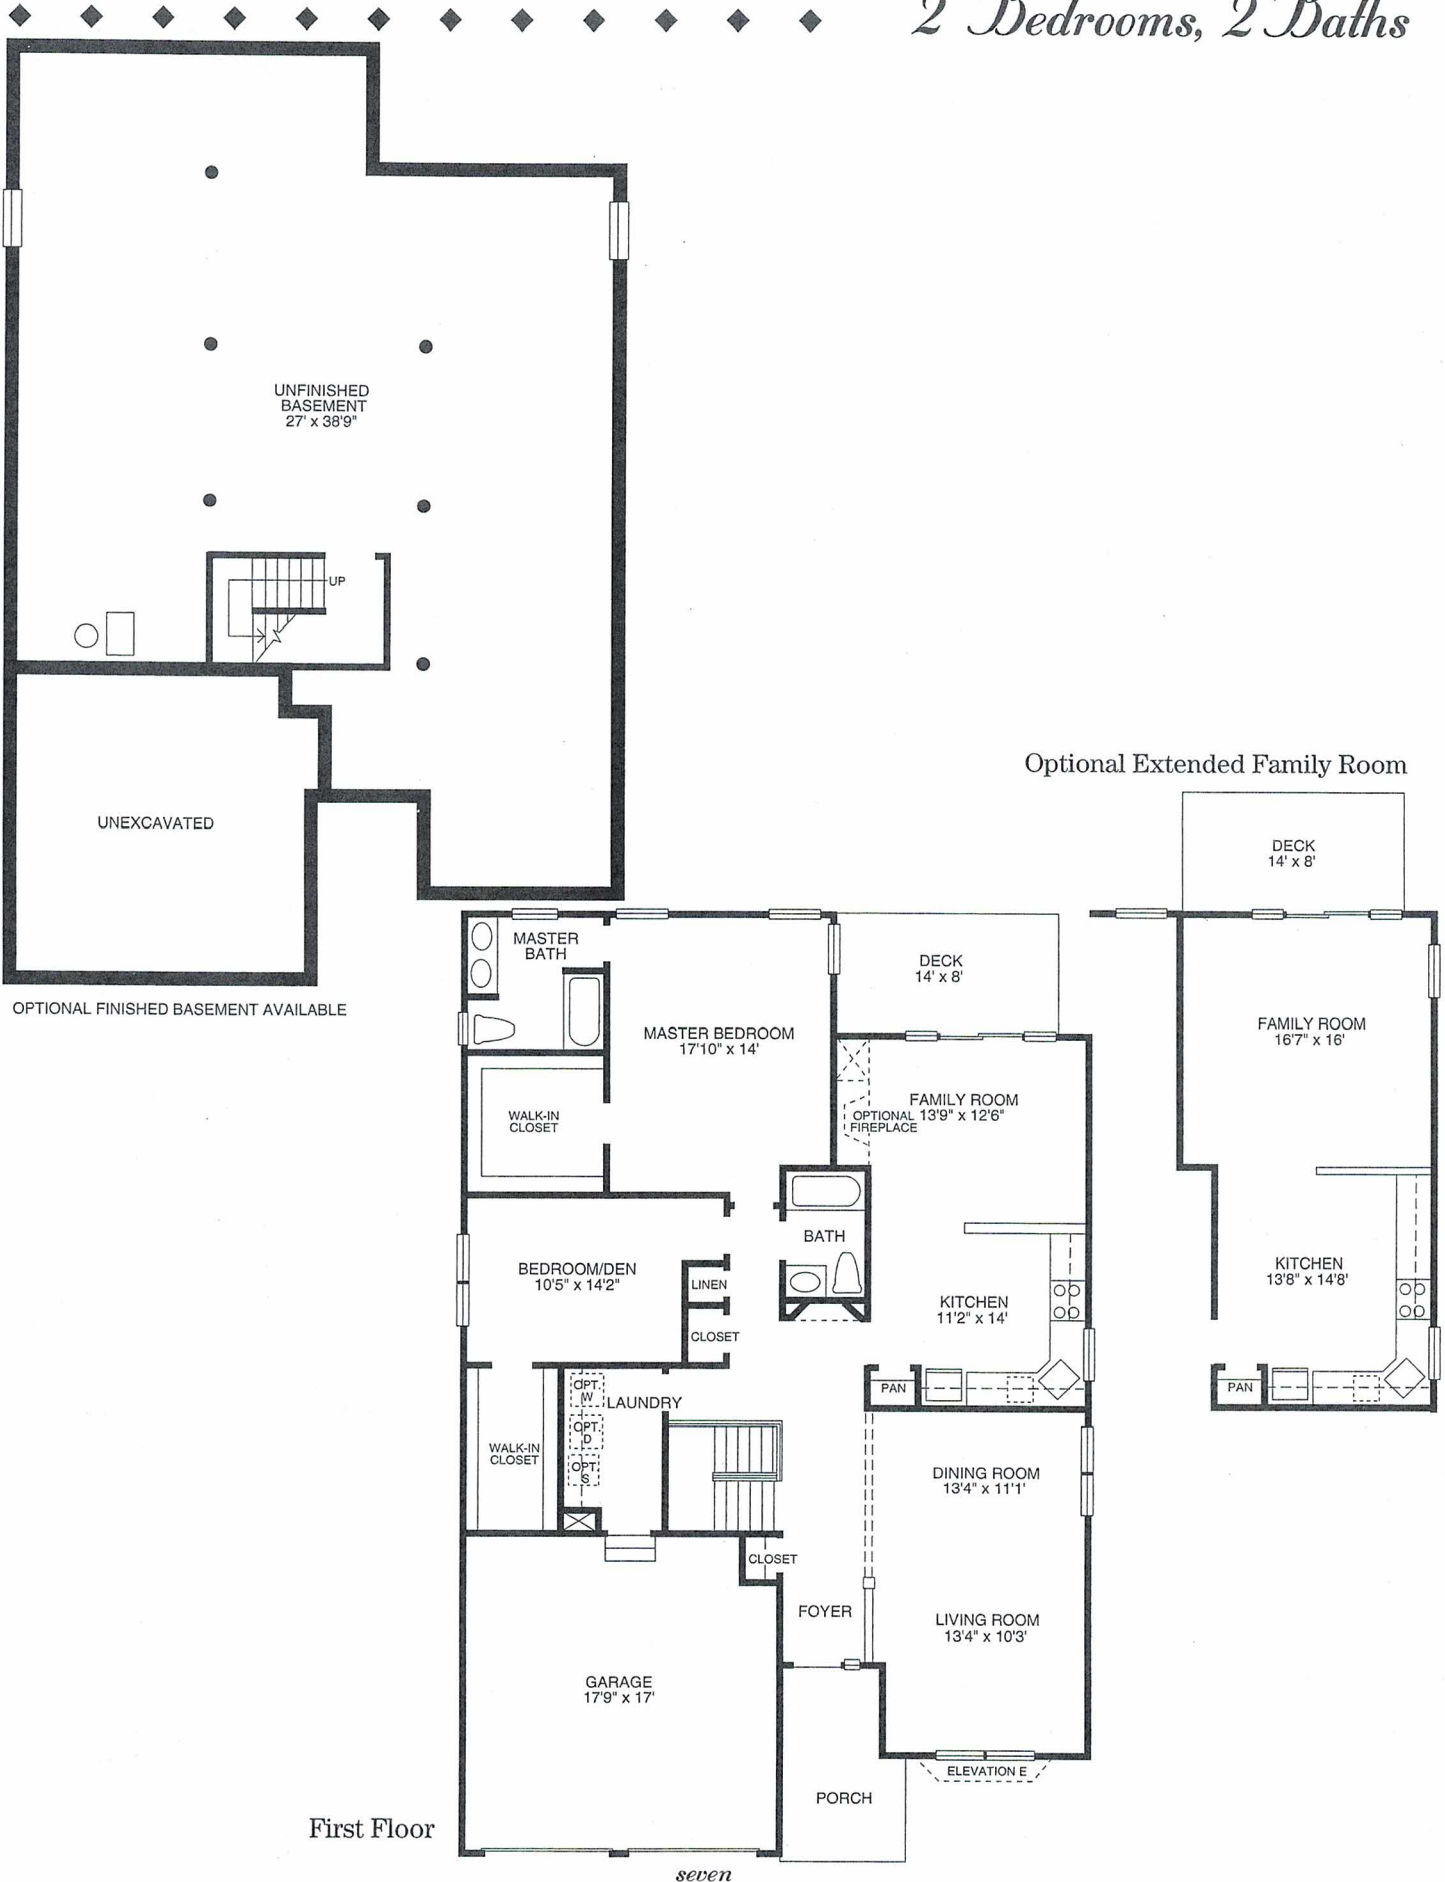 2 Bedrooms, 2 Baths
UNFINISHED
BASEMENT
27' x 38'9"
UP
UNEXCAVATED
OPTIONAL FINISHED BASEMENT AVAILABLE
Optional Extended Family Room
DECK
14' x 8'
FAMILY ROOM
16'7" x 16'
KITCHEN
13'8" x 14'8'
PAN
MASTER
BATH
DECK
14' x 8'
MASTER BEDROOM
17'10" x 14'
WALK-IN
CLOSET
FAMILY ROOM
13'9" x 12'6"
OPTIONAL
FIREPLACE
BATH
BEDROOM/DEN
10'5" x 14'2"
LINEN
CLOSET
KITCHEN
11'2" x 14'
PAN
OPT.
W
LAUNDRY
OPT.
D
OPT.
S
WALK-IN
CLOSET
DINING ROOM
13'4" x 11'1'
CLOSET
FOYER
LIVING ROOM
13'4" x 10'3'
GARAGE
17'9" x 17'
ELEVATION E
PORCH
First Floor
seven